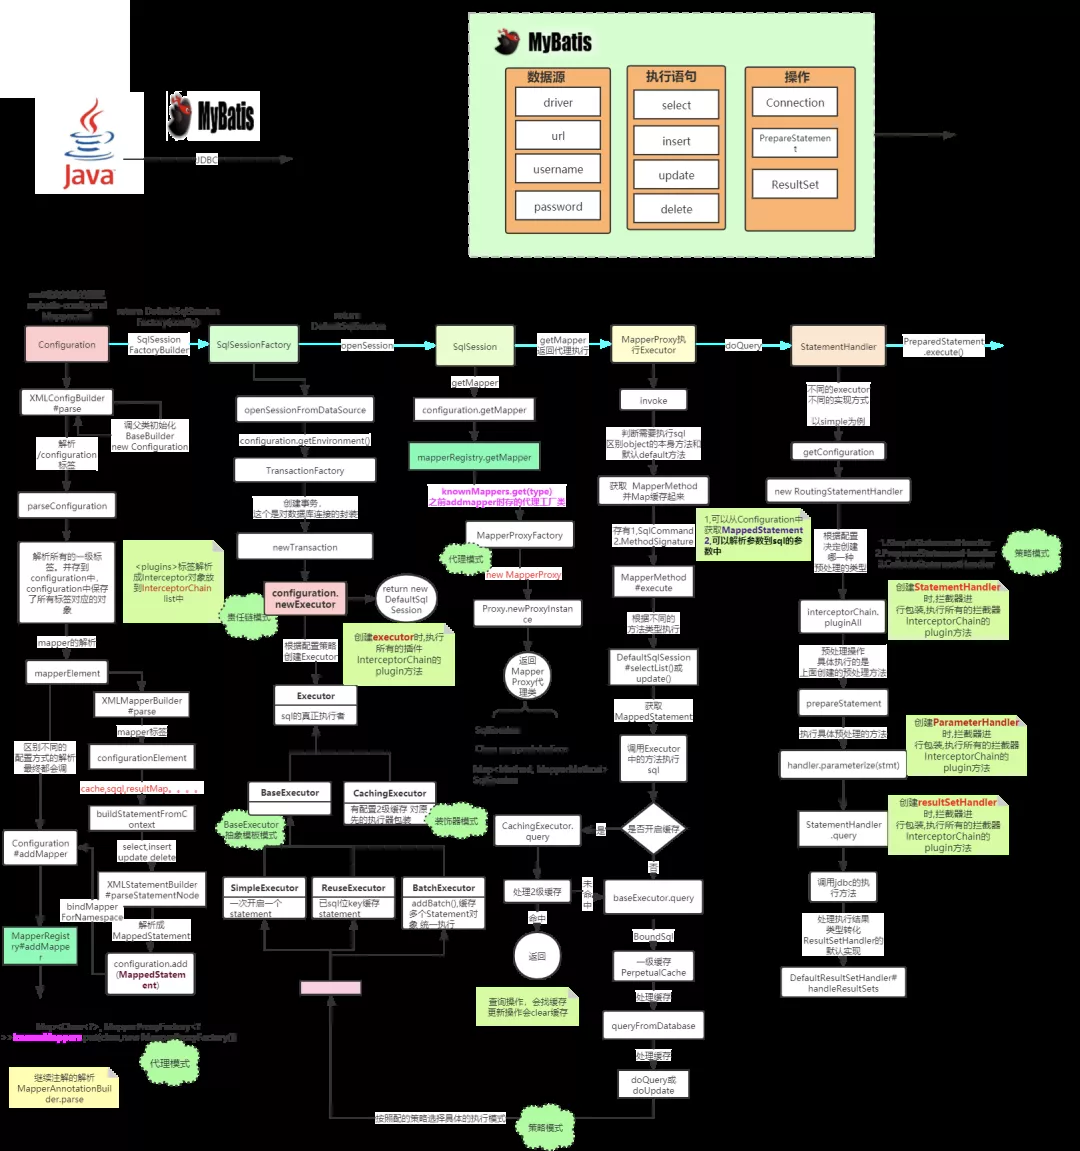 MyBatis
数据源
driver
url
username
password
执行语句
select
insert
update
delete
操作
Connection
PrepareStatemen
t
ResultSet
Java
MyBatis
JDBC
mybatis-config.xml
Mapper.xml
return DefaultSqlSession
Factory(config)
return
DefaultSqlSession
Configuration
SqlSession
FactoryBuilder
SqlSessionFactory
openSession
SqlSession
getMapper
返回代理执行
MapperProxy执
行Executor
doQuery
StatementHandler
PreparedStatement
.execute()
XMLConfigBuilder
#parse
调父类初始化
BaseBuilder
new Configuration
解析
/configuration
标签
parseConfiguration
解析所有的一级标
签。并存到
configuration中,
configuration中保存
了所有标签对应的对
象
<plugins>标签解析
成Interceptor对象放
到InterceptorChain
list中
责任链模式
mapper的解析
mapperElement
XMLMapperBuilder
#parse
mapper标签
区别不同的
配置方式的解析
最终都会调
configurationElement
cache,sqql,resultMap。。。。
buildStatementFromC
ontext
select,insert
update delete
Configuration
#addMapper
XMLStatementBuilder
#parseStatementNode
bindMapper
ForNamespace
解析成
MappedStatement
MapperRegist
ry#addMappe
r
configuration.add
(MappedStatem
ent)
Map<Class<?>, MapperProxyFactory<?
>>knownMappers.put(class,new MapperProxyFactory())
代理模式
继续注解的解析
MapperAnnotationBuil
der.parse
openSessionFromDataSource
configuration.getEnvironment()
TransactionFactory
创建事务,
这个是对数据库连接的封装
newTransaction
configuration.
newExecutor
return new
DefaultSql
Session
根据配置策略
创建Executor
创建executor时,执行
所有的插件
InterceptorChain的
plugin方法
Executor
sql的真正执行者
BaseExecutor
CachingExecutor
有配置2级缓存 对原
先的执行器包装
BaseExecutor
抽象模板模式
装饰器模式
SimpleExecutor
一次开启一个
statement
ReuseExecutor
已sql位key缓存
statement
BatchExecutor
addBatch(),缓存
多个Statement对
象 统一执行
按照配的策略选择具体的执行模式
策略模式
getMapper
configuration.getMapper
mapperRegistry.getMapper
knownMappers.get(type)
之前addmapper时存的代理工厂类
代理模式
MapperProxyFactory
new MapperProxy
Proxy.newProxyInstan
ce
返回
Mapper
Proxy代
理类
SqlSession
Class mapperInterface
Map<Method, MapperMethod>
SqlSession
CachingExecutor.
query
是
处理2级缓存
未
命
中
命中
返回
查询操作，会找缓存
更新操作会clear缓存
invoke
判断需要执行sql
区别object的本身方法和
默认default方法
获取 MapperMethod
并Map缓存起来
存有1,SqlCommand
2.MethodSignature
1,可以从Configuration中
获取MappedStatement
2,可以解析参数到sql的参
数中
MapperMethod
#execute
根据不同的
方法类型执行
DefaultSqlSession
#selectList()或
update()
获取
MappedStatement
调用Executor
中的方法执行
sql
是否开启缓存
否
baseExecutor.query
BoundSql
一级缓存
PerpetualCache
处理缓存
queryFromDatabase
处理缓存
doQuery或
doUpdate
不同的executor
不同的实现方式
以simple为例
getConfiguration
new RoutingStatementHandler
根据配置
决定创建
哪一种
预处理的类型
1.SimpleStatementHandler
2.PreparedStatementHandler
3.CallableStatementHandler
策略模式
interceptorChain.
pluginAll
创建StatementHandler
时,拦截器进
行包装,执行所有的拦截器
InterceptorChain的
plugin方法
预处理操作
具体执行的是
上面创建的预处理方法
prepareStatement
执行具体预处理的方法
创建ParameterHandler
时,拦截器进
行包装,执行所有的拦截器
InterceptorChain的
plugin方法
handler.parameterize(stmt)
创建resultSetHandler
时,拦截器进
行包装,执行所有的拦截器
InterceptorChain的
plugin方法
StatementHandler
.query
调用jdbc的执
行方法
处理执行结果
类型转化
ResultSetHandler的
默认实现
DefaultResultSetHandler#
handleResultSets